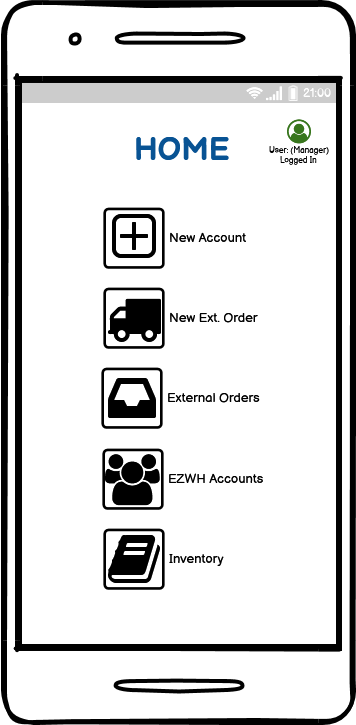 21:00
HOME
User: (Manager)
Logged In
New Account
New Ext. Order
External Orders
EZWH Accounts
Inventory